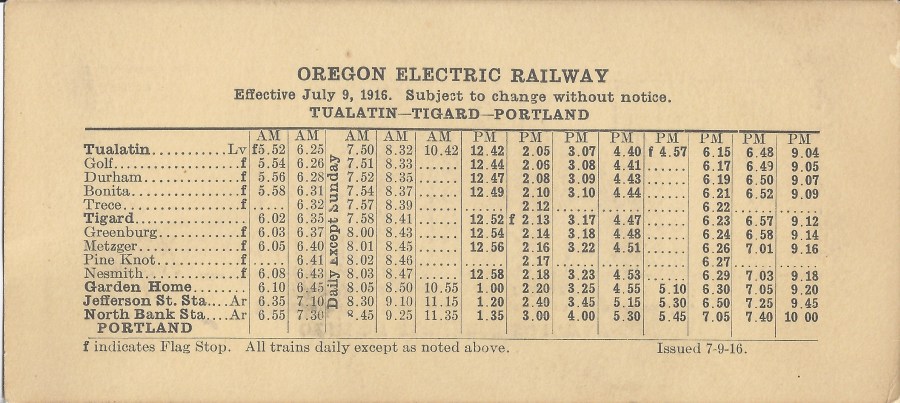 OREGON ELECTRIC RAILWAY
Effective July 9, 1916. Subject to change without notice.
TUALATIN—TIGARD—PORTLAND
AM AM AM AM AM PM PM PM PM PM PM PM PM
Tualatin...........Lv f5.52 6.25 7.50 8.32 10.42 12.42 2.05 3.07 4.40 f 4.57 6.15 6.48 9.04
Golf..................f 5.54 6.26 7.51 8.33 ...... 12.44 2.06 3.08 4.41 ...... 6.17 6.49 9.05
Durham..............f 5.56 6.28 7.52 8.35 ...... 12.47 2.08 3.09 4.43 ...... 6.19 6.50 9.07
Bonita................f 5.58 6.31 7.54 8.37 ...... 12.49 2.10 3.10 4.44 ...... 6.21 6.52 9.09
Trece.................f ...... 6.32 7.57 8.39 ...... ...... 2.12 ...... ...... ...... 6.22 ...... ......
Tigard................ 6.02 6.35 7.58 8.41 ...... 12.52 f 2.13 3.17 4.47 ...... 6.23 6.57 9.12
Greenburg...........f 6.03 6.37 8.00 8.43 ...... 12.54 2.14 3.18 4.48 ...... 6.24 6.58 9.14
Metzger..............f 6.05 6.40 8.01 8.45 ...... 12.56 2.16 3.22 4.51 ...... 6.26 7.01 9.16
Pine Knot............f ...... 6.41 8.02 8.46 ...... ...... 2.17 ...... ...... ...... 6.27 ...... ......
Nesmith..............f 6.08 6.43 8.03 8.47 ...... 12.58 2.18 3.23 4.53 ...... 6.29 7.03 9.18
Garden Home....... 6.10 6.45 8.05 8.50 10.55 1.00 2.20 3.25 4.55 5.10 6.30 7.05 9.20
Jefferson St. Sta....Ar 6.35 7.10 8.30 9.10 11.15 1.20 2.40 3.45 5.15 5.30 6.50 7.25 9.45
North Bank Sta....Ar 6.55 7.30 8.45 9.25 11.35 1.35 3.00 4.00 5.30 5.45 7.05 7.40 10 00
PORTLAND
Daily Except Sunday
f indicates Flag Stop. All trains daily except as noted above. Issued 7-9-16.